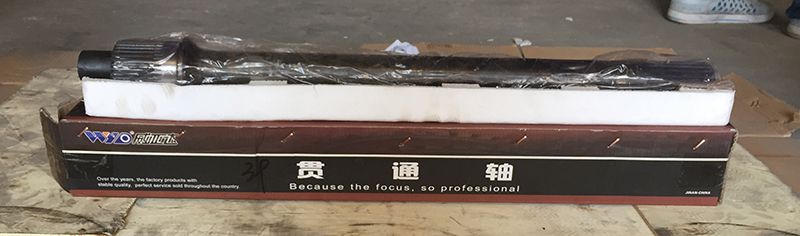 贯通轴
Because the focus, so professional
Over the years, the factory products with
stable quality, perfect service sold throughout the country.
JINAN-CHINA